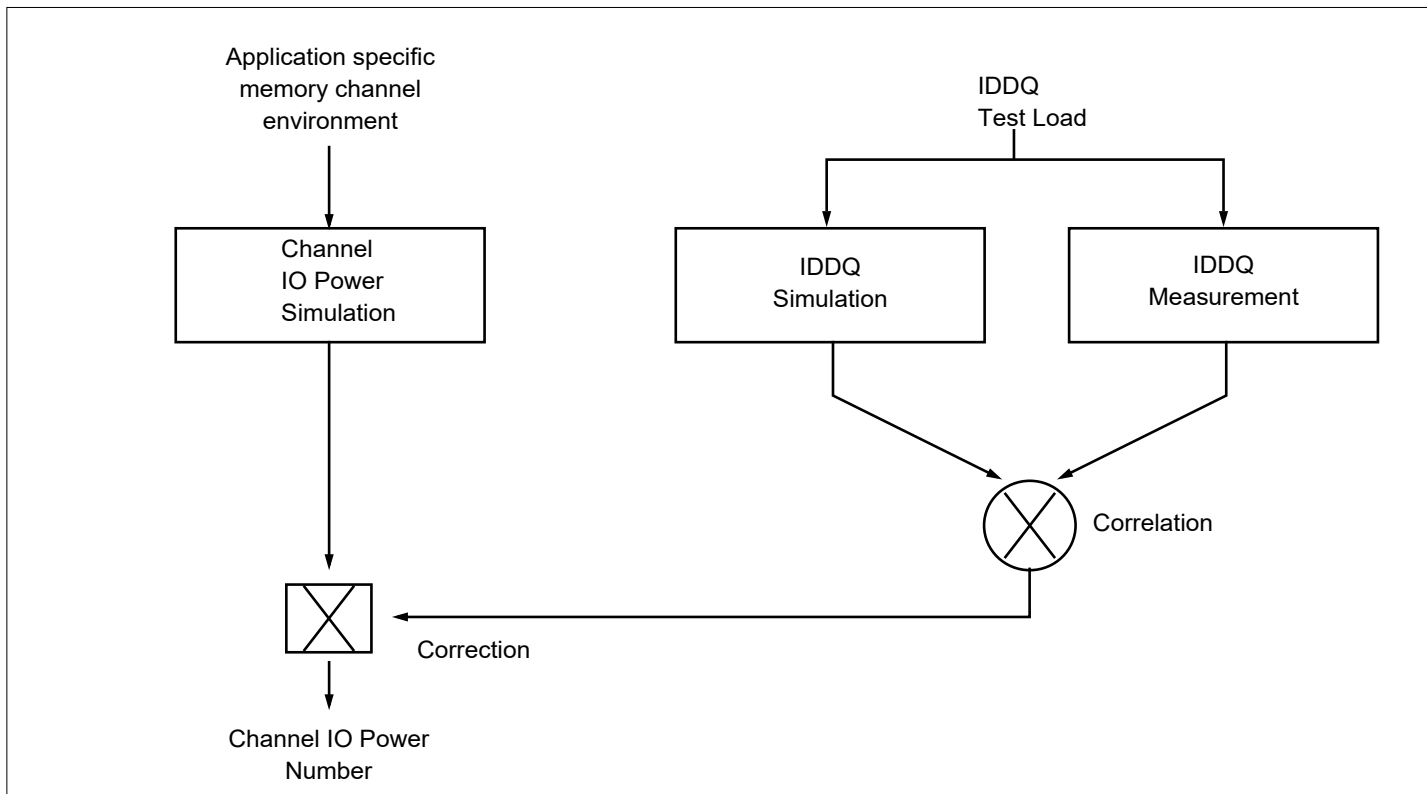 Application specific
memory channel
environment
IDDQ
Test Load
Channel
IO Power
Simulation
IDDQ
Simulation
IDDQ
Measurement
Correlation
Correction
Channel IO Power
Number